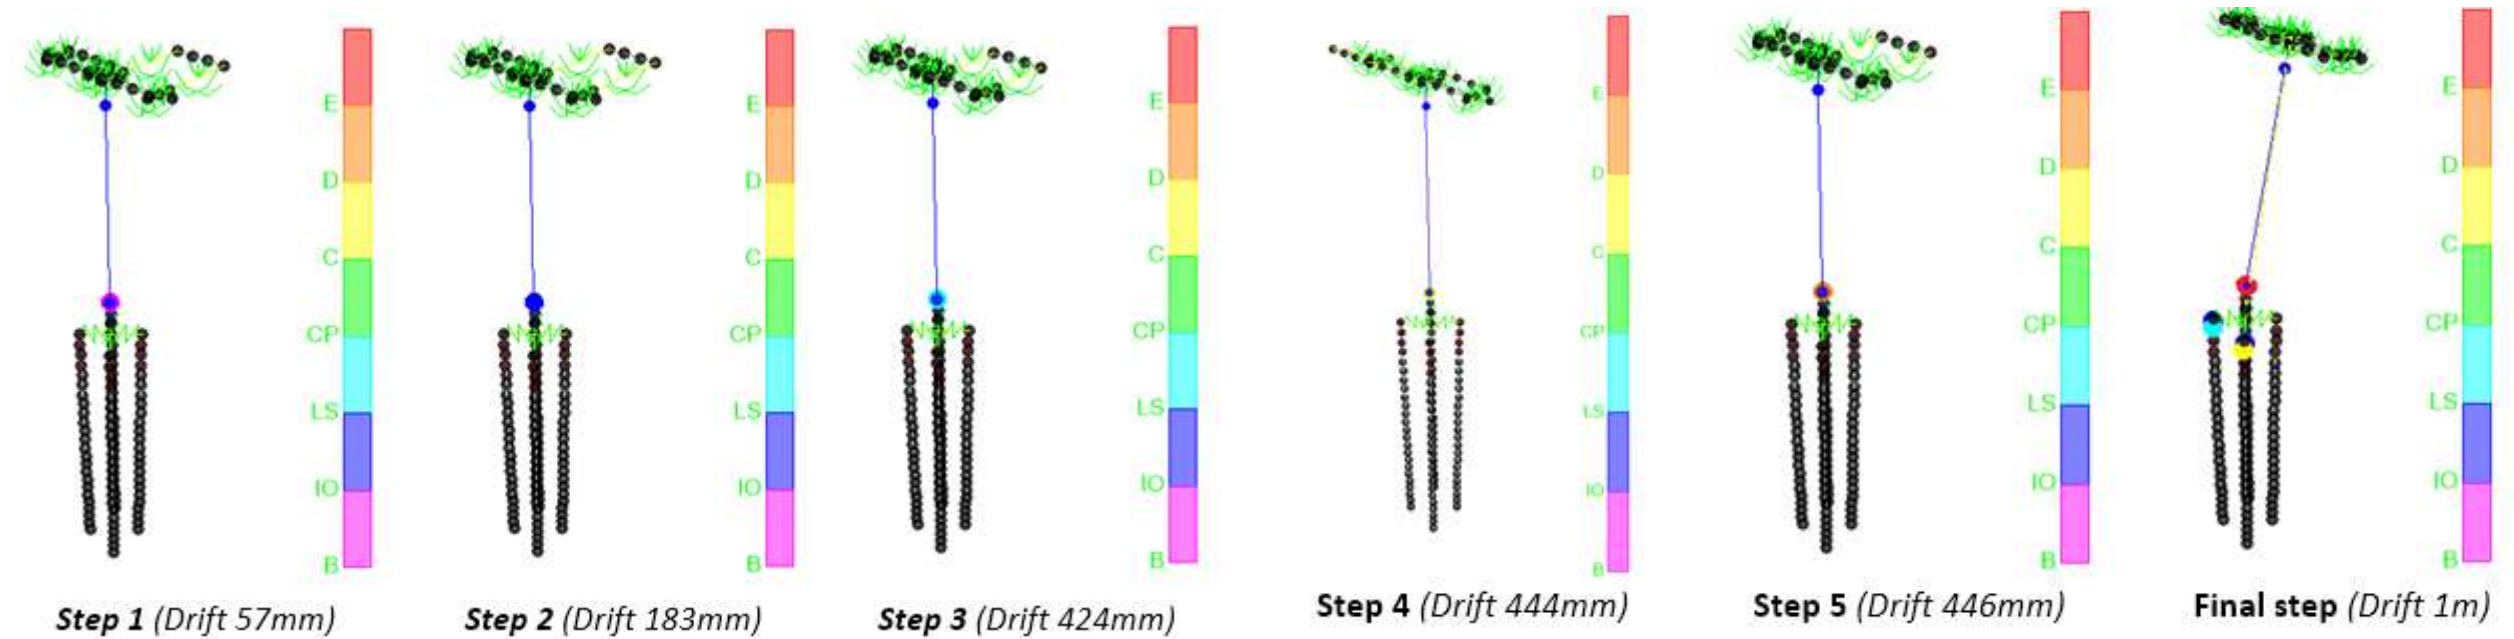 E
D
C
CP
LS
IO
B
Step 1 (Drift 57mm)
E
D
C
CP
LS
IO
B
Step 2 (Drift 183mm)
E
D
C
CP
LS
IO
B
Step 3 (Drift 424mm)
E
D
C
CP
LS
IO
B
Step 4 (Drift 444mm)
E
D
C
CP
LS
IO
B
Step 5 (Drift 446mm)
E
D
C
CP
LS
IO
B
Final step (Drift 1m)